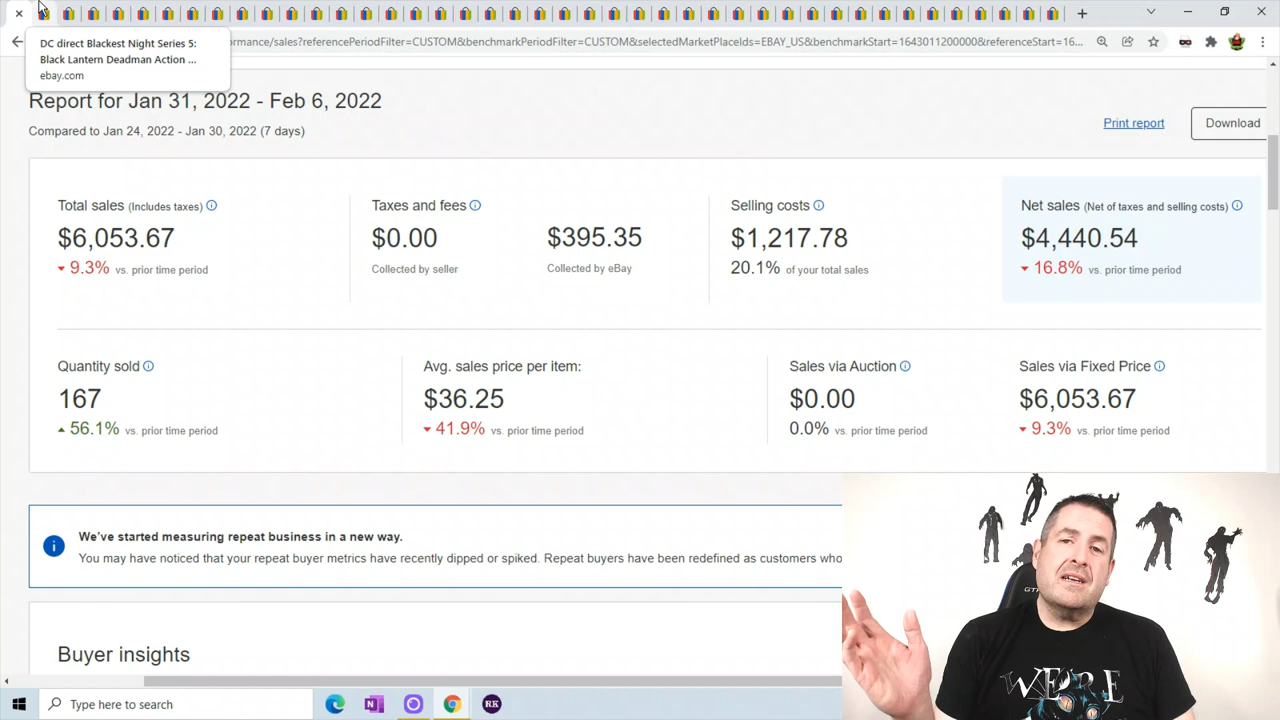 DC direct Blackest Night Series 5:
Black Lantern Deadman Action ...
ebay.com
ormance/sales?referencePeriodFilter=CUSTOM&benchmarkPeriodFilter=CUSTOM&selectedMarketPlaceIds=EBAY_US&benchmarkStart=1643011200000&referenceStart=16...
Report for Jan 31, 2022 - Feb 6, 2022
Compared to Jan 24, 2022 - Jan 30, 2022 (7 days)
Print report
Download
Total sales (Includes taxes)
$6,053.67
9.3% vs. prior time period
Taxes and fees
$0.00
Collected by seller
$395.35
Collected by eBay
Selling costs
$1,217.78
20.1% of your total sales
Net sales (Net of taxes and selling costs)
$4,440.54
16.8% vs. prior time period
Quantity sold
167
56.1% vs. prior time period
Avg. sales price per item:
$36.25
41.9% vs. prior time period
Sales via Auction
$0.00
0.0% vs. prior time period
Sales via Fixed Price
$6,053.67
9.3% vs. prior time period
We've started measuring repeat business in a new way.
You may have noticed that your repeat buyer metrics have recently dipped or spiked. Repeat buyers have been redefined as customers who
Buyer insights
GT
Type here to search
RK